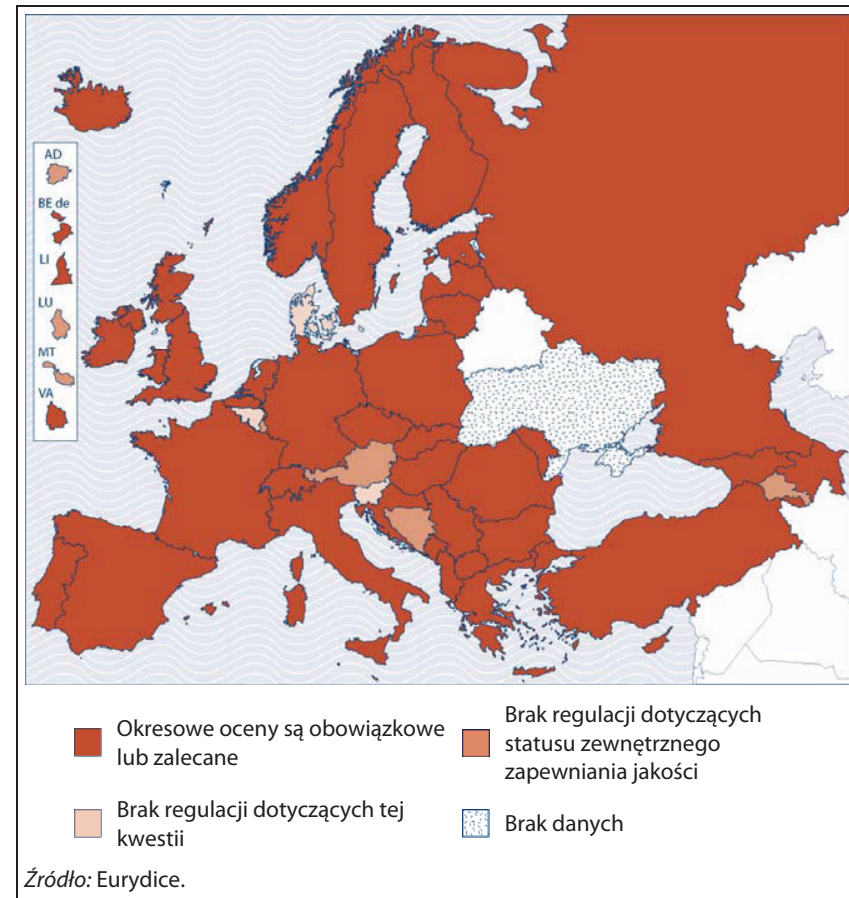 AD
BE de
LI
LU
MT
VA
Okresowe oceny są obowiązkowe
lub zalecane
Brak regulacji dotyczących
statusu zewnętrznego
zapewniania jakości
Brak regulacji dotyczących tej
kwestii
Brak danych
Źródło: Eurydice.